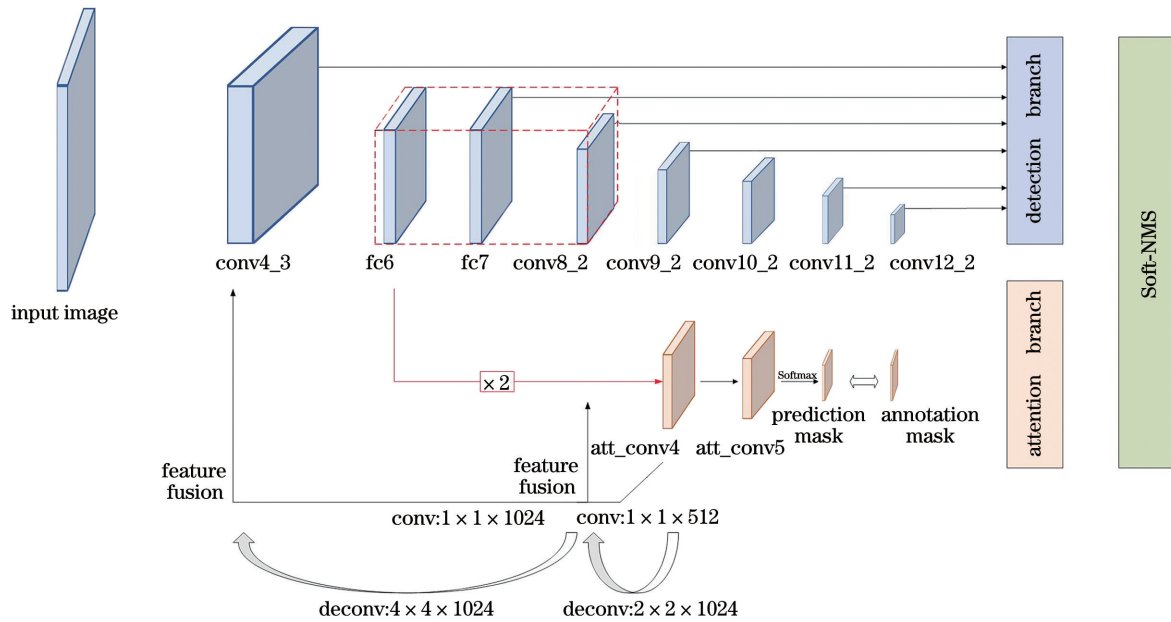 conv4_3
fc6
fc7
conv8_2
conv9_2
conv10_2
conv11_2
conv12_2
input image
detection branch
Soft-NMS
attention branch
× 2
Softmax
prediction
mask
annotation
mask
att_conv4
att_conv5
feature
fusion
feature
fusion
conv:1 × 1 × 1024
conv:1 × 1 × 512
deconv:4 × 4 × 1024
deconv:2 × 2 × 1024